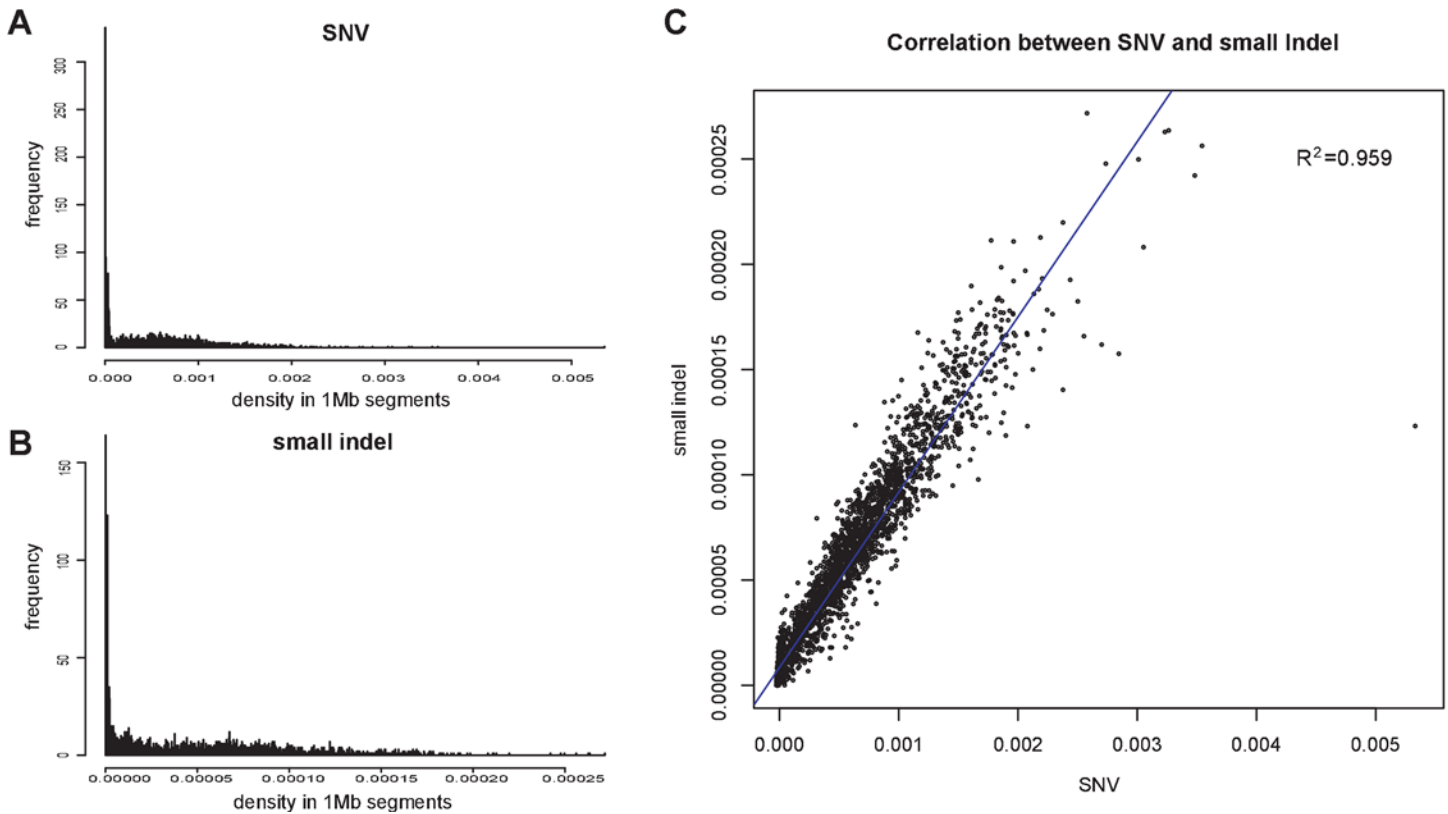 A
SNV
frequency
0
50
100
150
200
250
300
0.000 0.001 0.002 0.003 0.004 0.005
density in 1Mb segments
B
small indel
frequency
0
50
100
150
0.00000 0.00005 0.00010 0.00015 0.00020 0.00025
density in 1Mb segments
C
Correlation between SNV and small Indel
R²=0.959
small indel
0.00000 0.00005 0.00010 0.00015 0.00020 0.00025
0.000 0.001 0.002 0.003 0.004 0.005
SNV